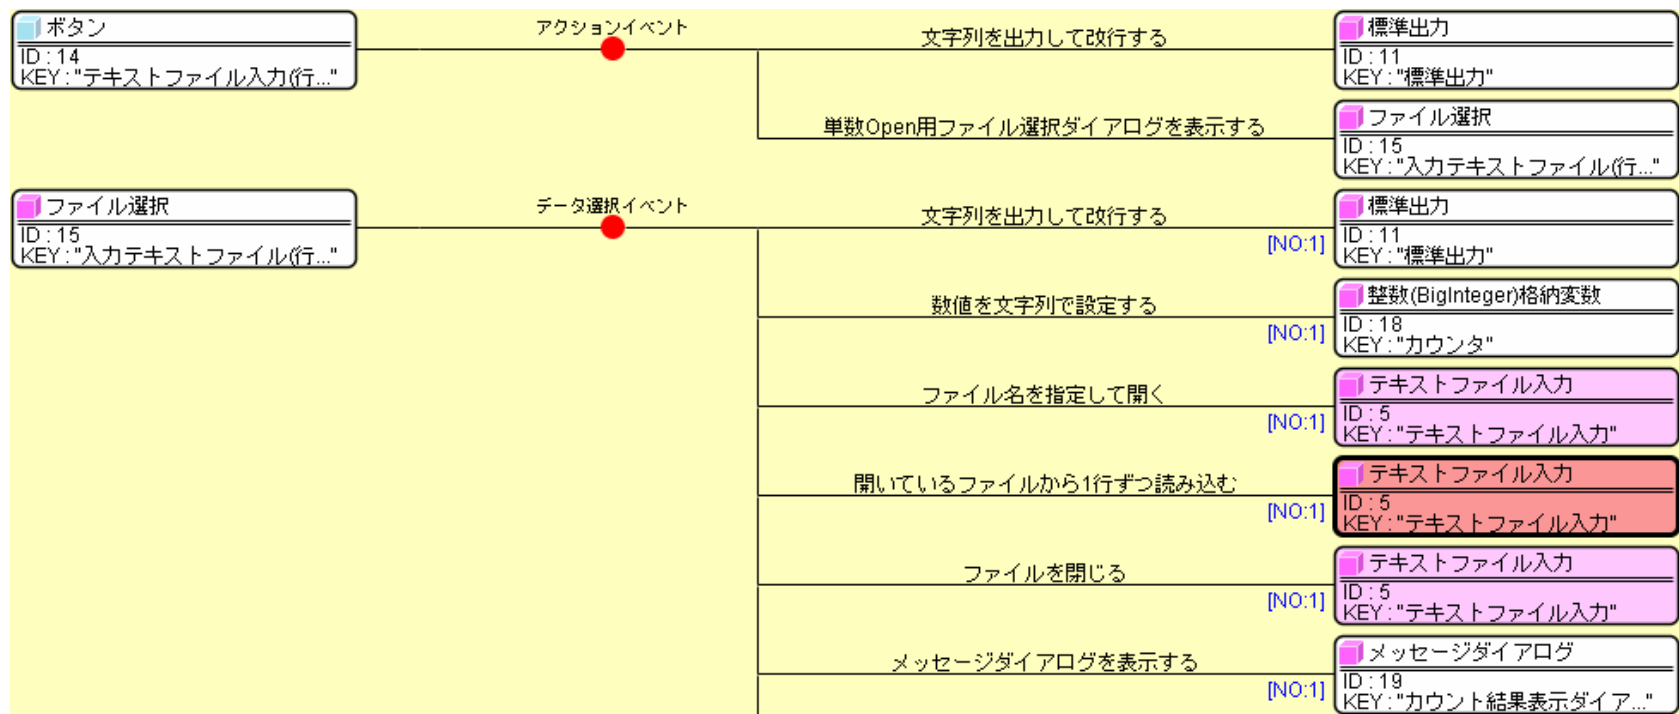 ボタン
ID : 14
KEY : "テキストファイル入力(行..."
アクションイベント
文字列を出力して改行する
標準出力
ID : 11
KEY : "標準出力"
単数Open用ファイル選択ダイアログを表示する
ファイル選択
ID : 15
KEY : "入力テキストファイル(行..."
ファイル選択
ID : 15
KEY : "入力テキストファイル(行..."
データ選択イベント
文字列を出力して改行する
[NO:1]
標準出力
ID : 11
KEY : "標準出力"
数値を文字列で設定する
[NO:1]
整数(BigInteger)格納変数
ID : 18
KEY : "カウンタ"
ファイル名を指定して開く
[NO:1]
テキストファイル入力
ID : 5
KEY : "テキストファイル入力"
開いているファイルから1行ずつ読み込む
[NO:1]
テキストファイル入力
ID : 5
KEY : "テキストファイル入力"
ファイルを閉じる
[NO:1]
テキストファイル入力
ID : 5
KEY : "テキストファイル入力"
メッセージダイアログを表示する
[NO:1]
メッセージダイアログ
ID : 19
KEY : "カウント結果表示ダイア..."